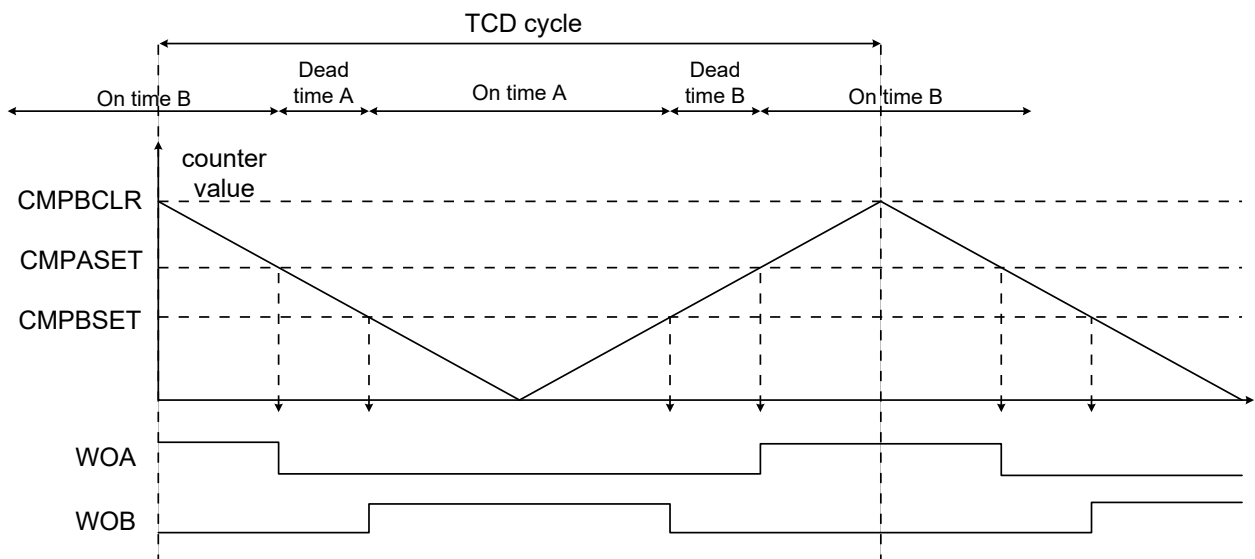 TCD cycle
Dead
time A
Dead
time B
On time B
On time A
On time B
counter
value
CMPBCLR
CMPASET
CMPBSET
WOA
WOB